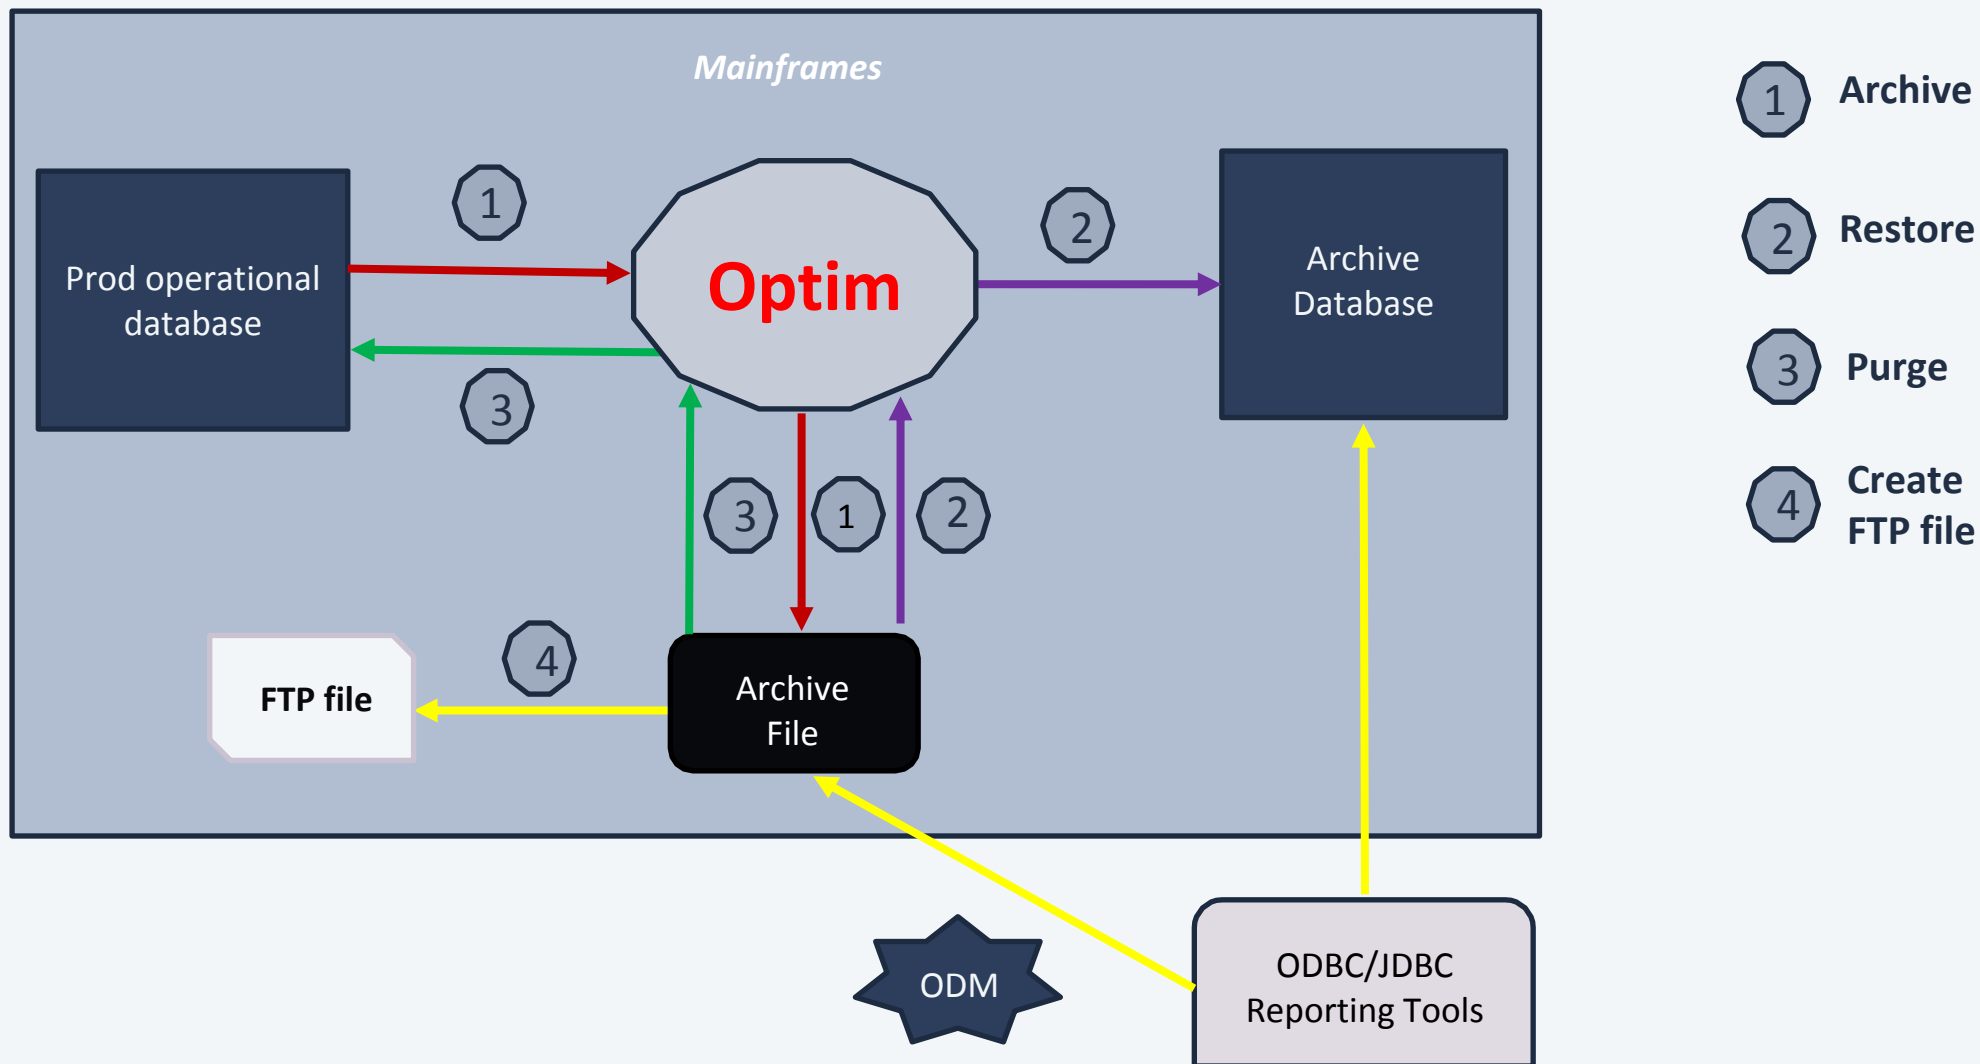 Mainframes
1
Archive
2
Restore
3
Purge
4
Create
FTP file
Prod operational
database
1
3
Optim
2
Archive
Database
3
1
2
FTP file
4
Archive
File
ODM
ODBC/JDBC
Reporting Tools